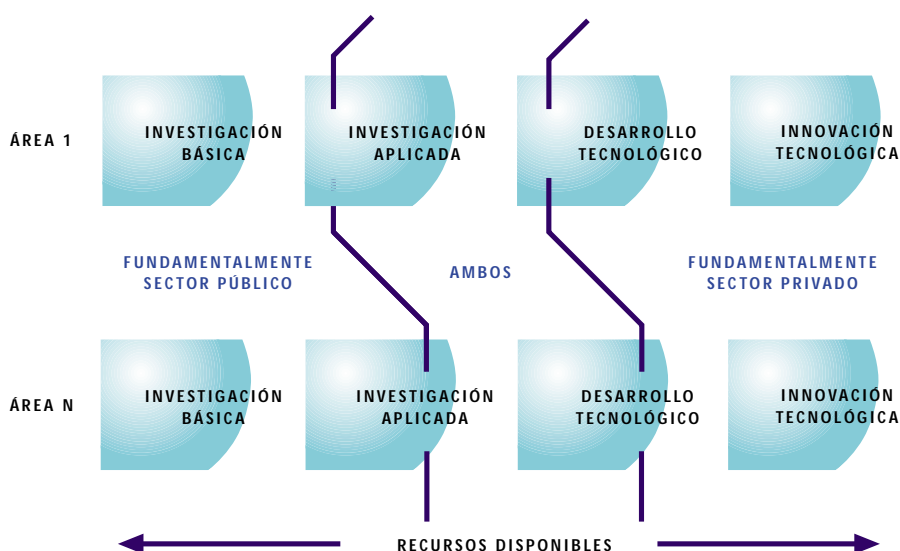 ÁREA 1
INVESTIGACIÓN
BÁSICA
INVESTIGACIÓN
APLICADA
DESARROLLO
TECNOLÓGICO
INNOVACIÓN
TECNOLÓGICA
FUNDAMENTALMENTE
SECTOR PÚBLICO
AMBOS
FUNDAMENTALMENTE
SECTOR PRIVADO
ÁREA N
INVESTIGACIÓN
BÁSICA
INVESTIGACIÓN
APLICADA
DESARROLLO
TECNOLÓGICO
INNOVACIÓN
TECNOLÓGICA
RECURSOS DISPONIBLES